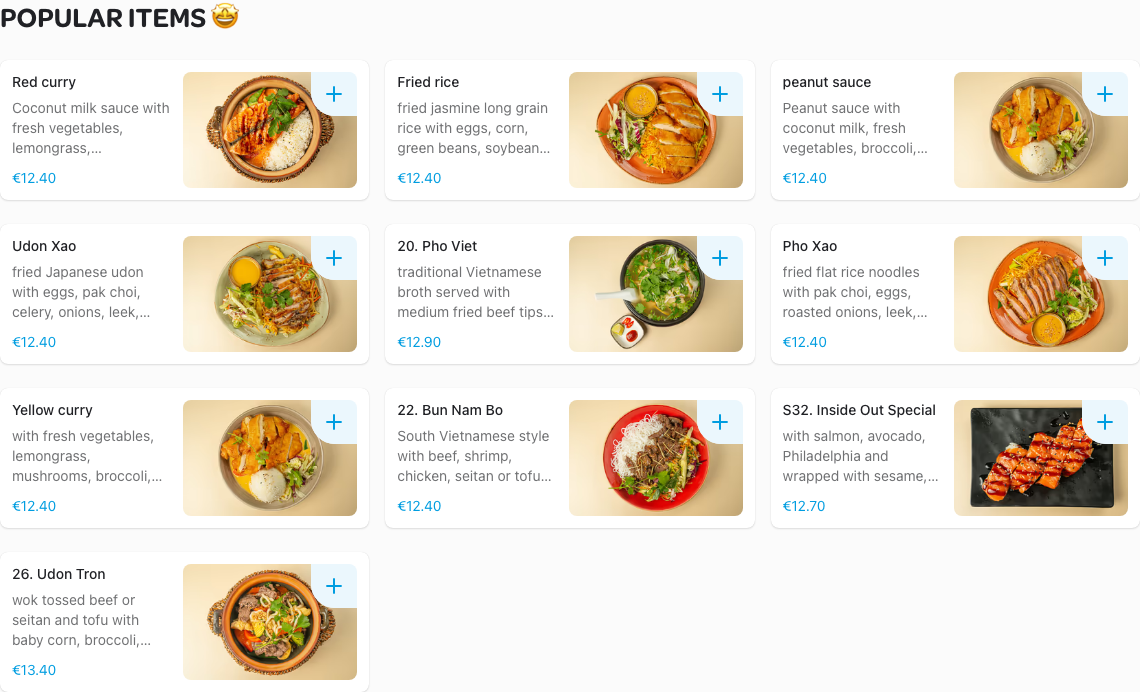 POPULAR ITEMS 🤩
Red curry
Coconut milk sauce with
fresh vegetables,
lemongrass,...
€12.40
Fried rice
fried jasmine long grain
rice with eggs, corn,
green beans, soybean...
€12.40
peanut sauce
Peanut sauce with
coconut milk, fresh
vegetables, broccoli,...
€12.40
Udon Xao
fried Japanese udon
with eggs, pak choi,
celery, onions, leek,...
€12.40
20. Pho Viet
traditional Vietnamese
broth served with
medium fried beef tips...
€12.90
Pho Xao
fried flat rice noodles
with pak choi, eggs,
roasted onions, leek,...
€12.40
Yellow curry
with fresh vegetables,
lemongrass,
mushrooms, broccoli,...
€12.40
22. Bun Nam Bo
South Vietnamese style
with beef, shrimp,
chicken, seitan or tofu...
€12.40
S32. Inside Out Special
with salmon, avocado,
Philadelphia and
wrapped with sesame,...
€12.70
26. Udon Tron
wok tossed beef or
seitan and tofu with
baby corn, broccoli,...
€13.40